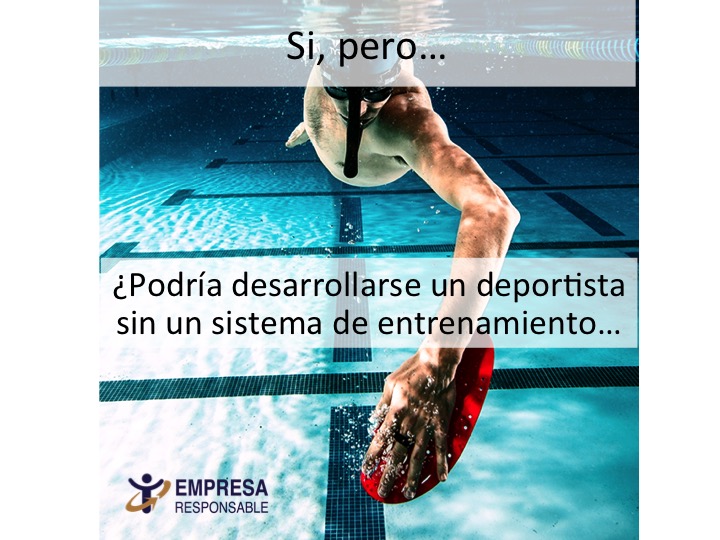 Si, pero…
¿Podría desarrollarse un deportista
sin un sistema de entrenamiento…
EMPRESA
RESPONSABLE